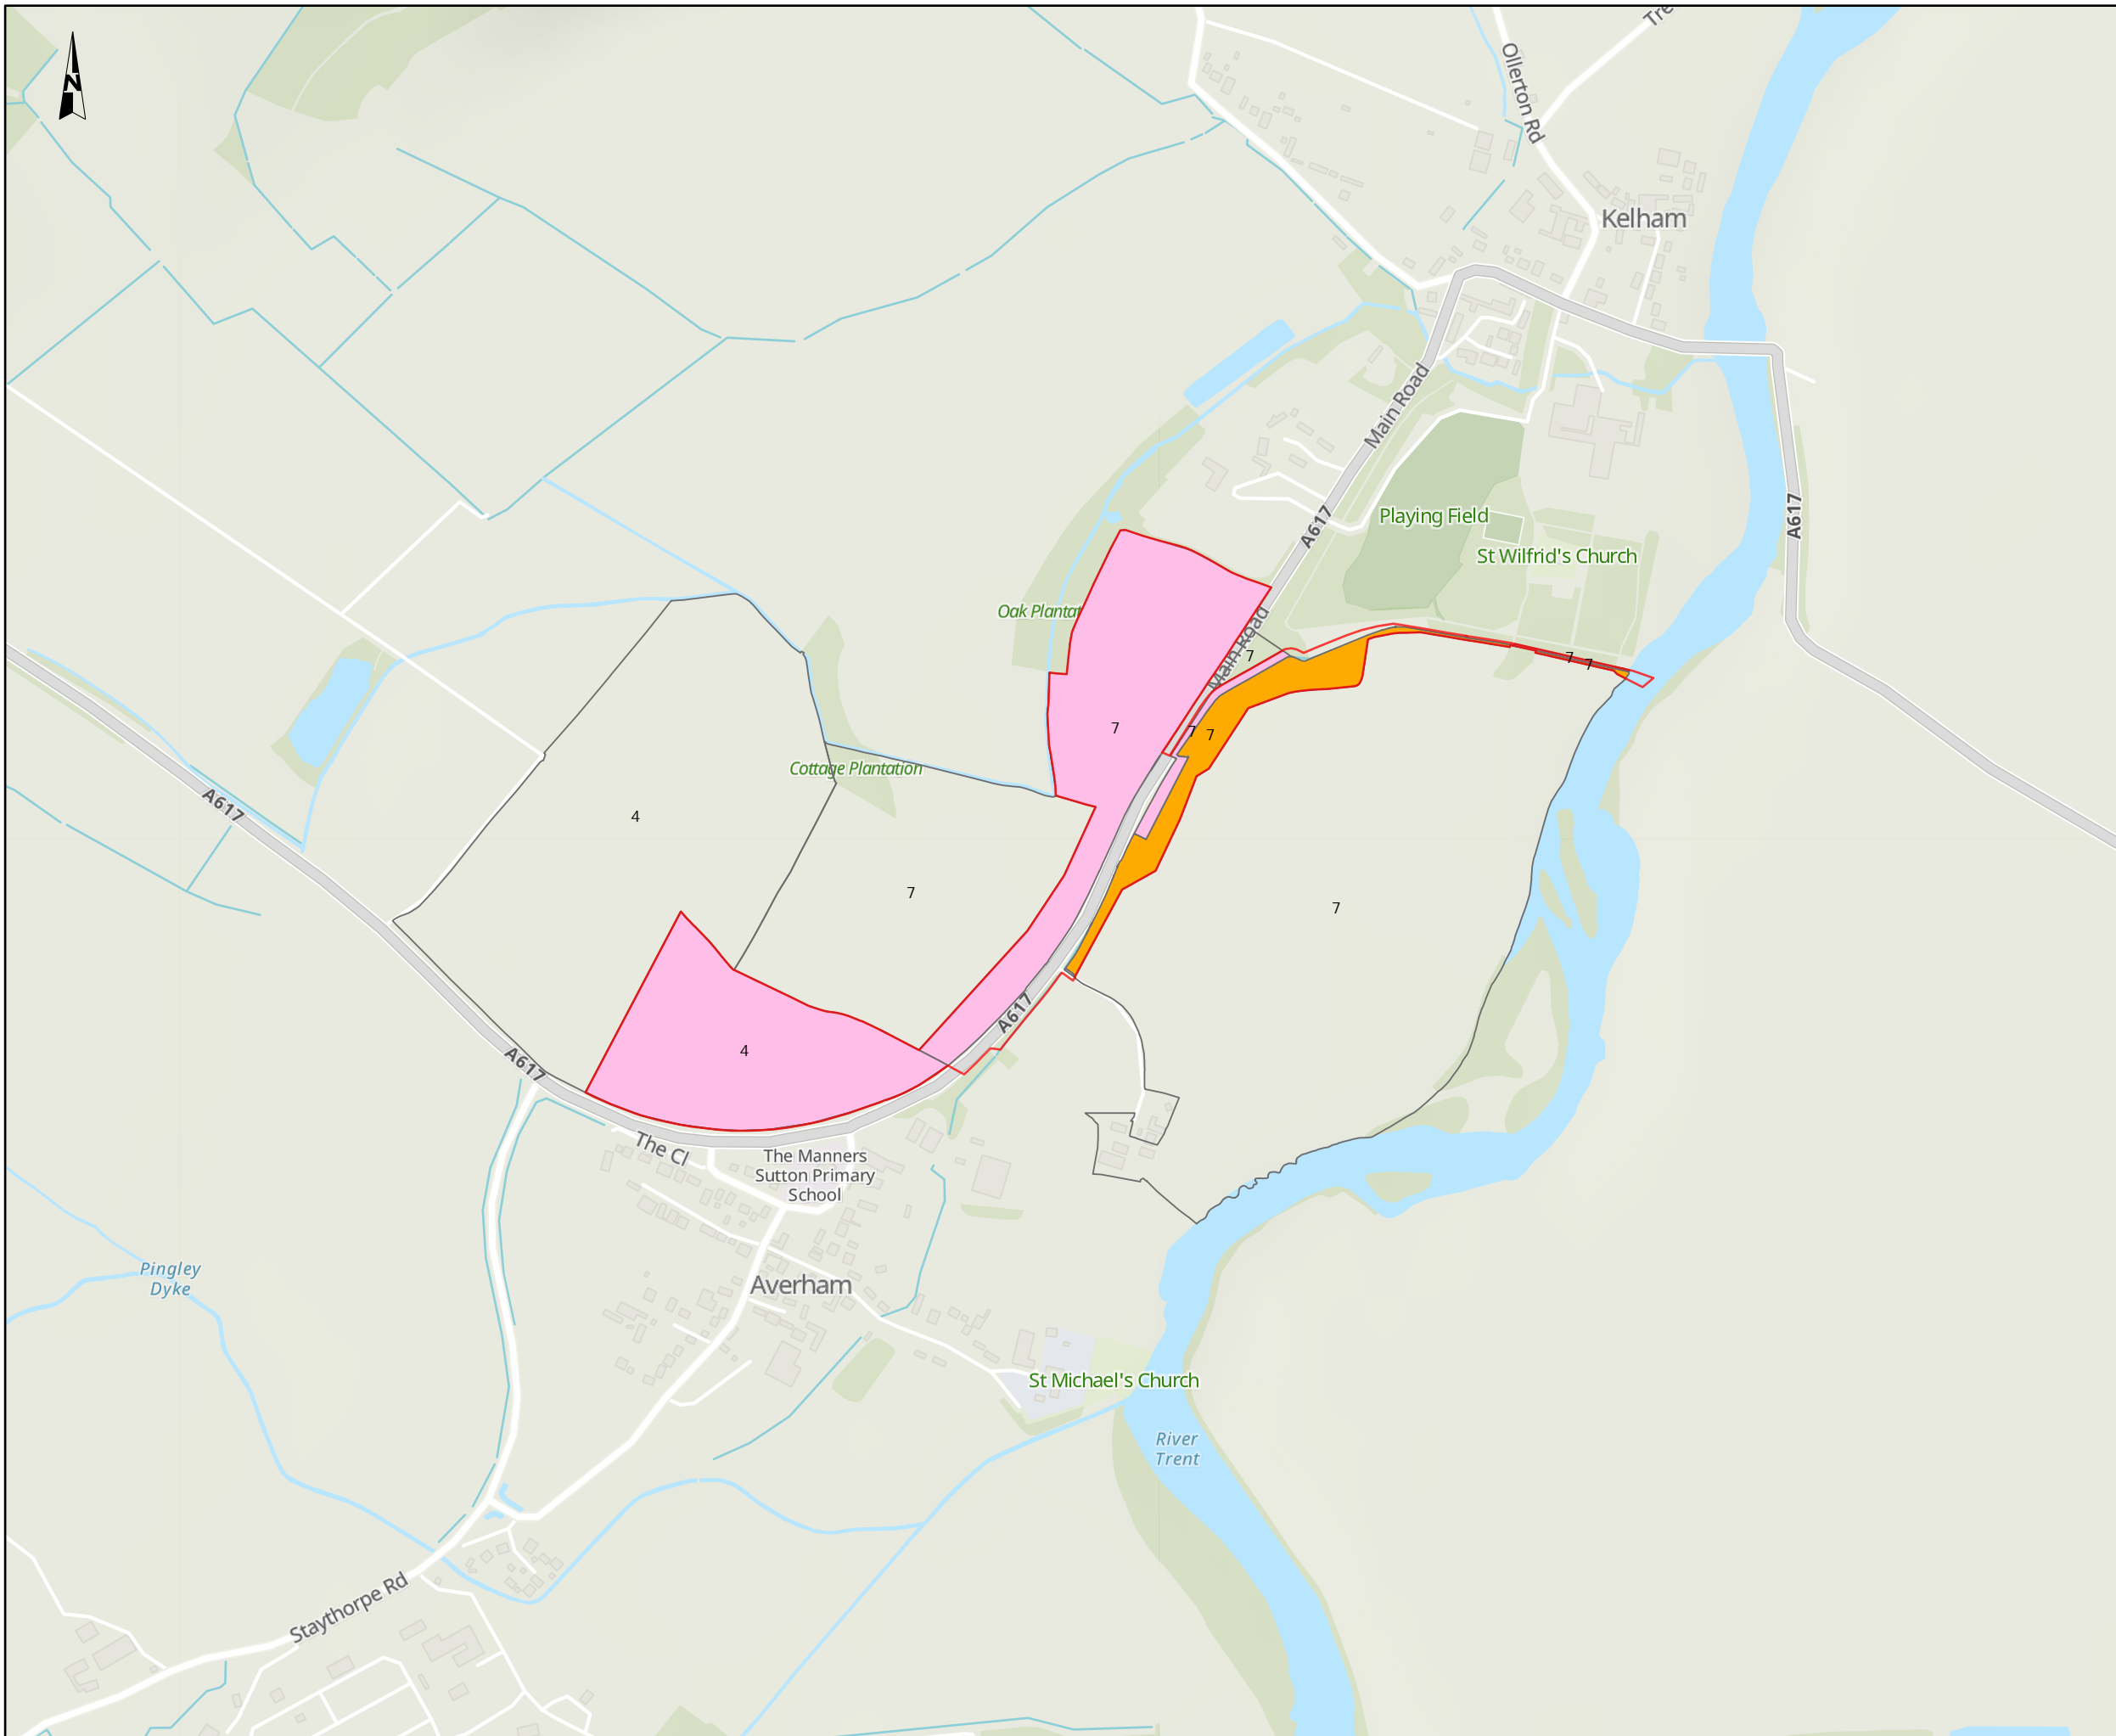 N
Tre
Ollerton Rd
Kelham
Main Road
A617
A617
Playing Field
St Wilfrid's Church
Oak Plantat
Main Road
7
7
7
7
7
7
Cottage Plantation
A617
4
7
7
A617
4
A617
The Cl
The Manners
Sutton Primary
School
Pingley
Dyke
Averham
St Michael's Church
River
Trent
Staythorpe Rd